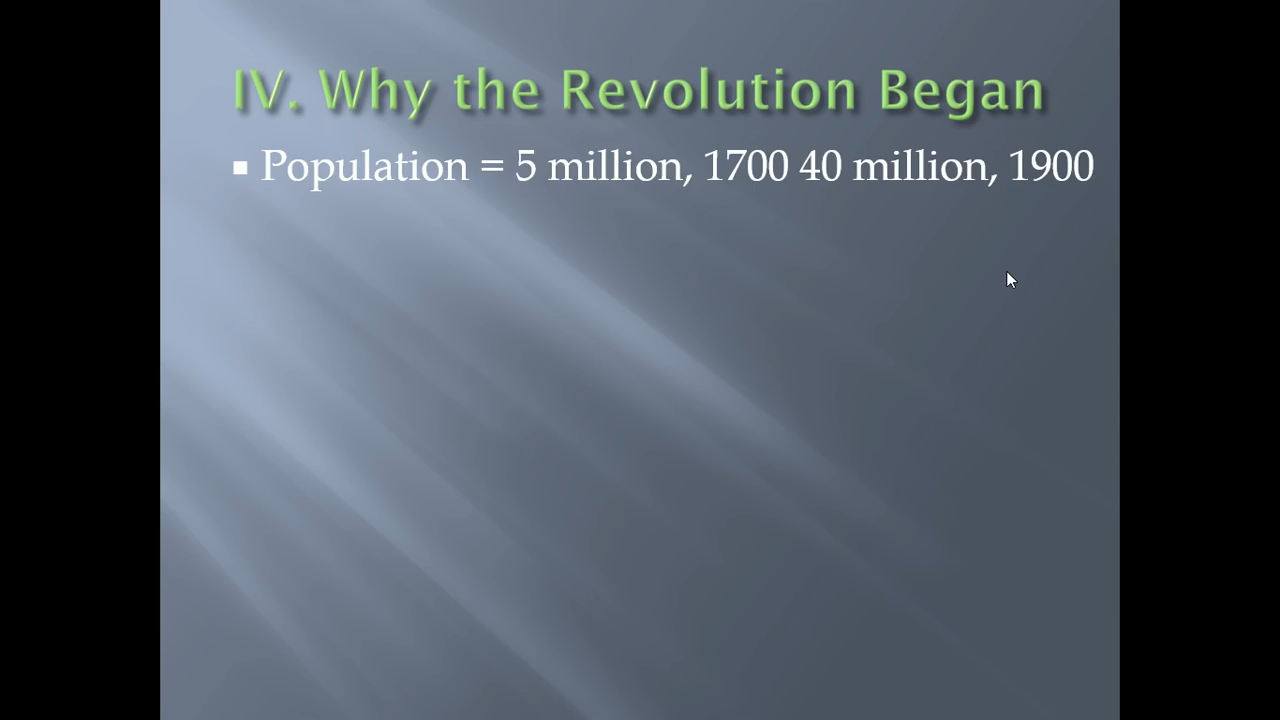 IV. Why the Revolution Began
▪ Population = 5 million, 1700 40 million, 1900